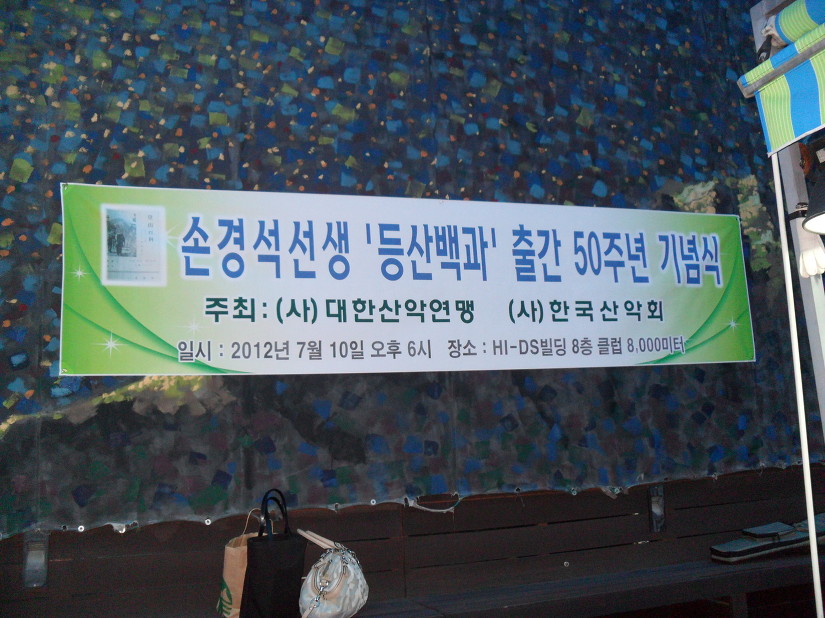 손경석선생 '등산백과' 출간 50주년 기념식
주최 : (사)대한산악연맹 (사)한국산악회
일시 : 2012년 7월 10일 오후 6시 장소 : HI-DS빌딩 8층 클럽 8,000미터